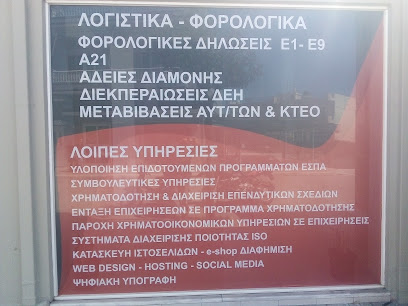 ΛΟΓΙΣΤΙΚΑ - ΦΟΡΟΛΟΓΙΚΑ
ΦΟΡΟΛΟΓΙΚΕΣ ΔΗΛΩΣΕΙΣ Ε1- Ε9
Α21
ΑΔΕΙΕΣ ΔΙΑΜΟΝΗΣ
ΔΙΕΚΠΕΡΑΙΩΣΕΙΣ ΔΕΗ
ΜΕΤΑΒΙΒΑΣΕΙΣ ΑΥΤ/ΤΩΝ & ΚΤΕΟ
ΛΟΙΠΕΣ ΥΠΗΡΕΣΙΕΣ
ΥΛΟΠΟΙΗΣΗ ΕΠΙΔΟΤΟΥΜΕΝΩΝ ΠΡΟΓΡΑΜΜΑΤΩΝ ΕΣΠΑ
ΣΥΜΒΟΥΛΕΥΤΙΚΕΣ ΥΠΗΡΕΣΙΕΣ
ΧΡΗΜΑΤΟΔΟΤΗΣΗ & ΔΙΑΧΕΙΡΙΣΗ ΕΠΕΝΔΥΤΙΚΩΝ ΣΧΕΔΙΩΝ
ΕΝΤΑΞΗ ΕΠΙΧΕΙΡΗΣΕΩΝ ΣΕ ΠΡΟΓΡΑΜΜΑ ΧΡΗΜΑΤΟΔΟΤΗΣΗΣ
ΠΑΡΟΧΗ ΧΡΗΜΑΤΟΟΙΚΟΝΟΜΙΚΩΝ ΥΠΗΡΕΣΙΩΝ ΣΕ ΕΠΙΧΕΙΡΗΣΕΙΣ
ΣΥΣΤΗΜΑΤΑ ΔΙΑΧΕΙΡΙΣΗΣ ΠΟΙΟΤΗΤΑΣ ISO
ΚΑΤΑΣΚΕΥΗ ΙΣΤΟΣΕΛΙΔΩΝ - e-shop ΔΙΑΦΗΜΙΣΗ
WEB DESIGN - HOSTING - SOCIAL MEDIA
ΨΗΦΙΑΚΗ ΥΠΟΓΡΑΦΗ